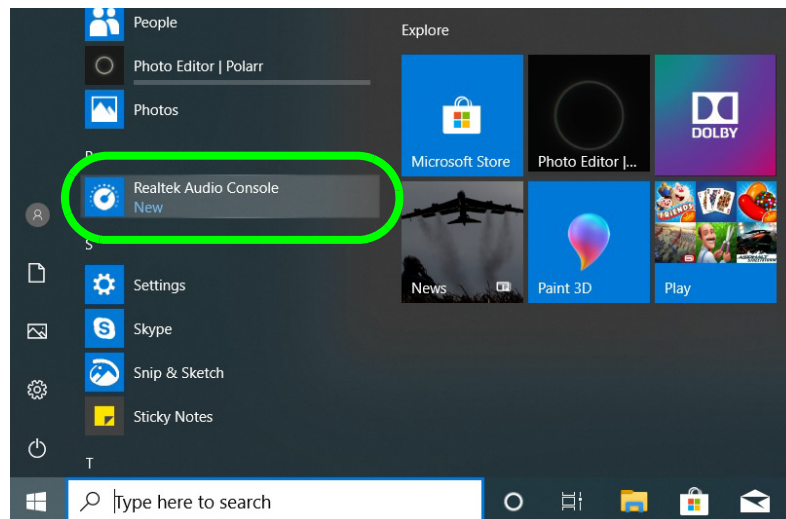 People
Photo Editor | Polarr
Photos
Realtek Audio Console
New
S
Settings
Skype
Snip & Sketch
Sticky Notes
T
Explore
Microsoft Store
Photo Editor |...
DOLBY
News
Paint 3D
Play
FRIENDS
Type here to search